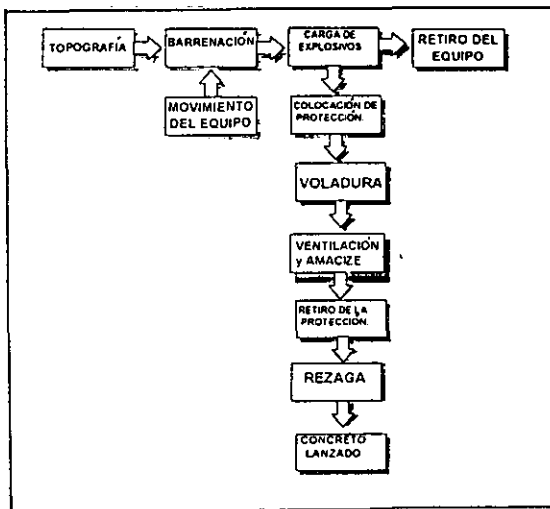 TOPOGRAFÍA
BARRENACIÓN
CARGA DE
EXPLOSIVOS
RETIRO DEL
EQUIPO
MOVIMIENTO
DEL EQUIPO
COLOCACIÓN DE
PROTECCIÓN.
VOLADURA
VENTILACIÓN
y AMACIZE
RETIRO DE LA
PROTECCIÓN.
REZAGA
CONCRETO
LANZADO